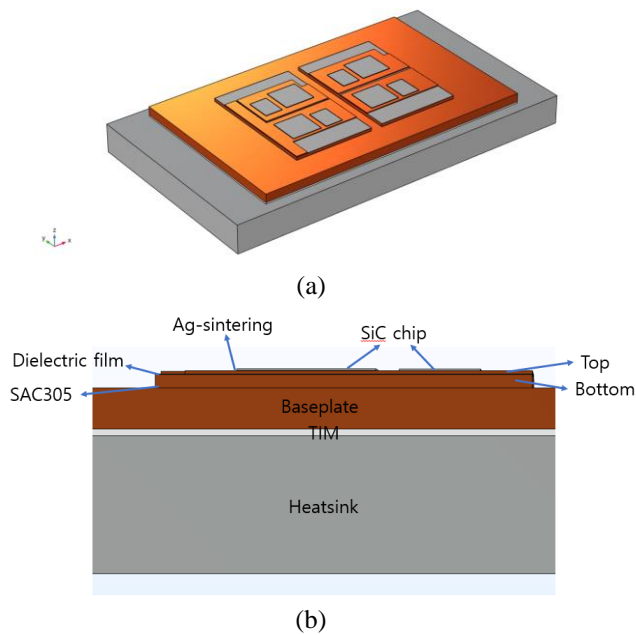 z
y
x
(a)
Ag-sintering
SiC chip
Dielectric film
Top
SAC305
Bottom
Baseplate
TIM
Heatsink
(b)